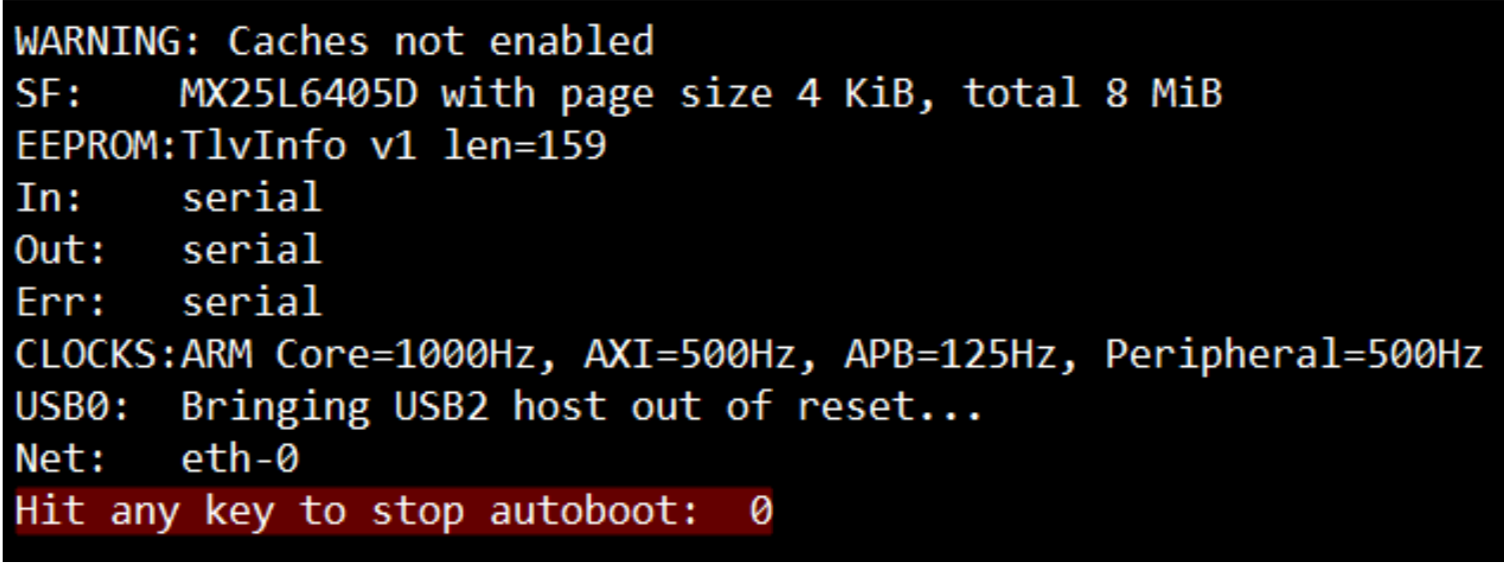 WARNING: Caches not enabled
SF:    MX25L6405D with page size 4 KiB, total 8 MiB
EEPROM:TlvInfo v1 len=159
In:    serial
Out:   serial
Err:   serial
CLOCKS:ARM Core=1000Hz, AXI=500Hz, APB=125Hz, Peripheral=500Hz
USB0:  Bringing USB2 host out of reset...
Net:   eth-0
Hit any key to stop autoboot:  0